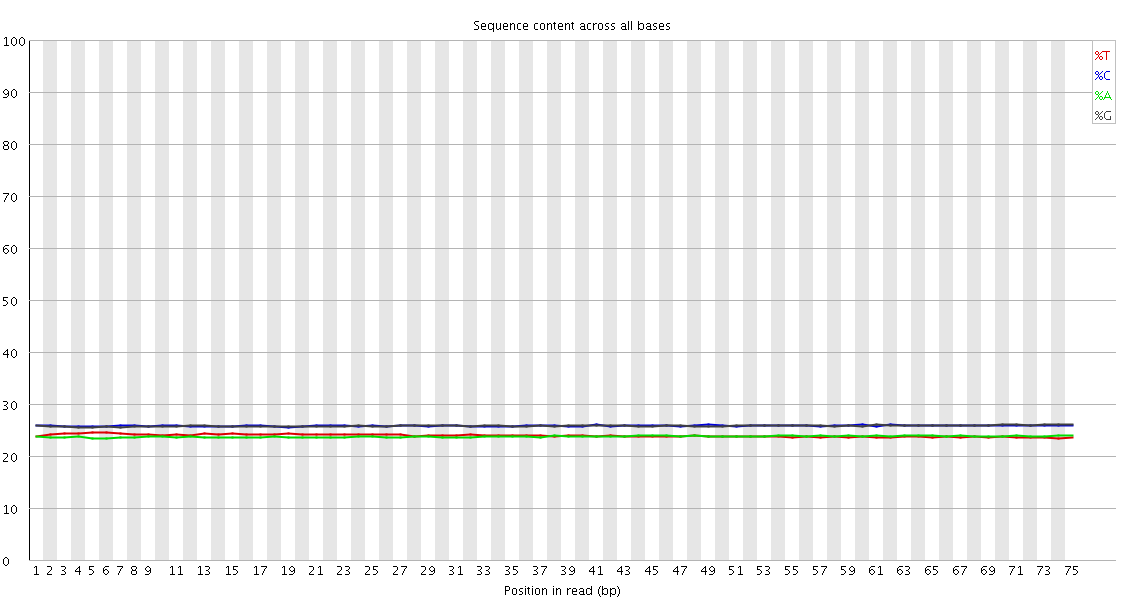 Sequence content across all bases
100
90
80
70
60
50
40
30
20
10
0
%T
%C
%A
%G
1 2 3 4 5 6 7 8 9 11 13 15 17 19 21 23 25 27 29 31 33 35 37 39 41 43 45 47 49 51 53 55 57 59 61 63 65 67 69 71 73 75
Position in read (bp)